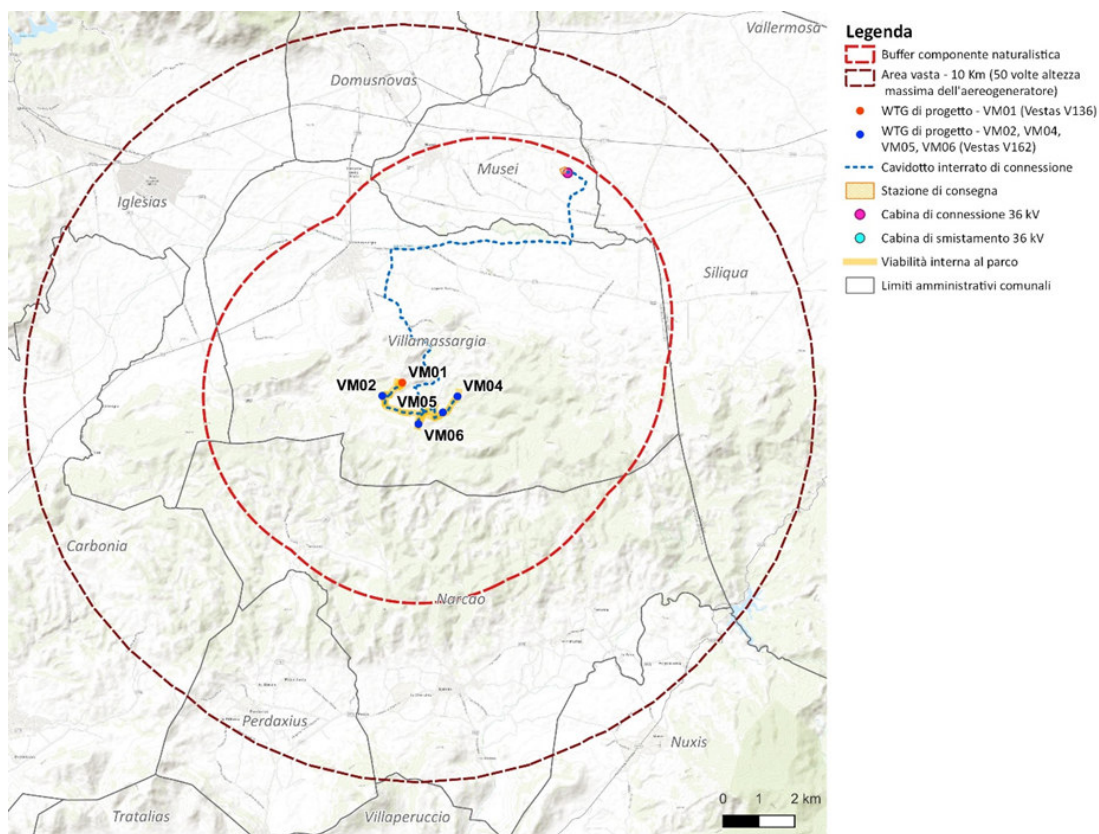 Vallermosa
Domusnovas
Musei
Iglesias
Siliqua
Villamassargia
VM01
VM02
VM04
VM05
VM06
Carbonia
Narcao
Perdaxius
Nuxis
Tratalias
Villaperuccio
0 1 2 km
Legenda
Buffer componente naturalistica
Area vasta - 10 Km (50 volte altezza
massima dell'aereogeneratore)
WTG di progetto - VM01 (Vestas V136)
WTG di progetto - VM02, VM04,
VM05, VM06 (Vestas V162)
Cavidotto interrato di connessione
Stazione di consegna
Cabina di connessione 36 kV
Cabina di smistamento 36 kV
Viabilità interna al parco
Limiti amministrativi comunali